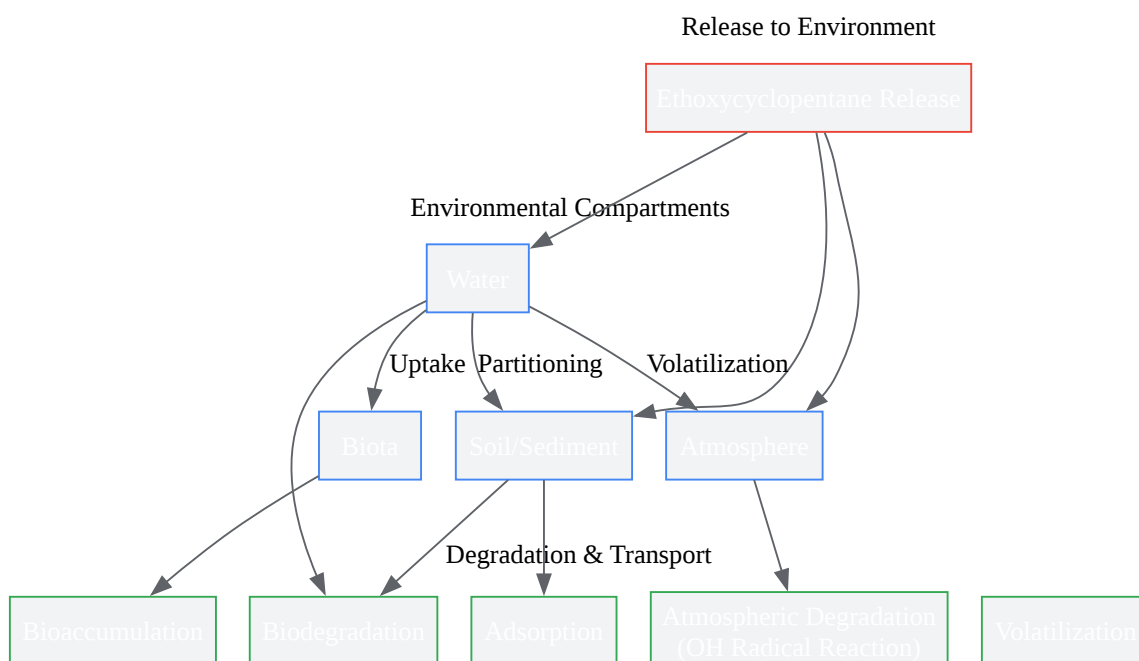 Release to Environment
Ethoxycyclopentane Release
Environmental Compartments
Water
Uptake
Partitioning
Volatilization
Biota
Soil/Sediment
Atmosphere
Degradation & Transport
Bioaccumulation
Biodegradation
Adsorption
Atmospheric Degradation
(OH Radical Reaction)
Volatilization